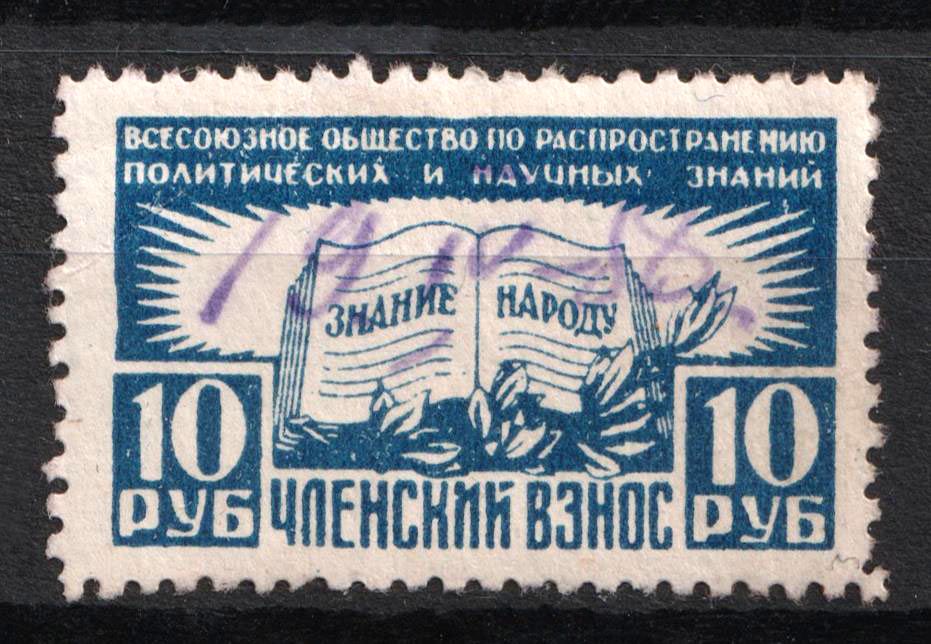 ВСЕСОЮЗНОЕ ОБЩЕСТВО ПО РАСПРОСТРАНЕНИЮ
ПОЛИТИЧЕСКИХ И НАУЧНЫХ ЗНАНИЙ
ЗНАНИЕ НАРОДУ
10 РУБ
ЧЛЕНСКИЙ ВЗНОС
10 РУБ